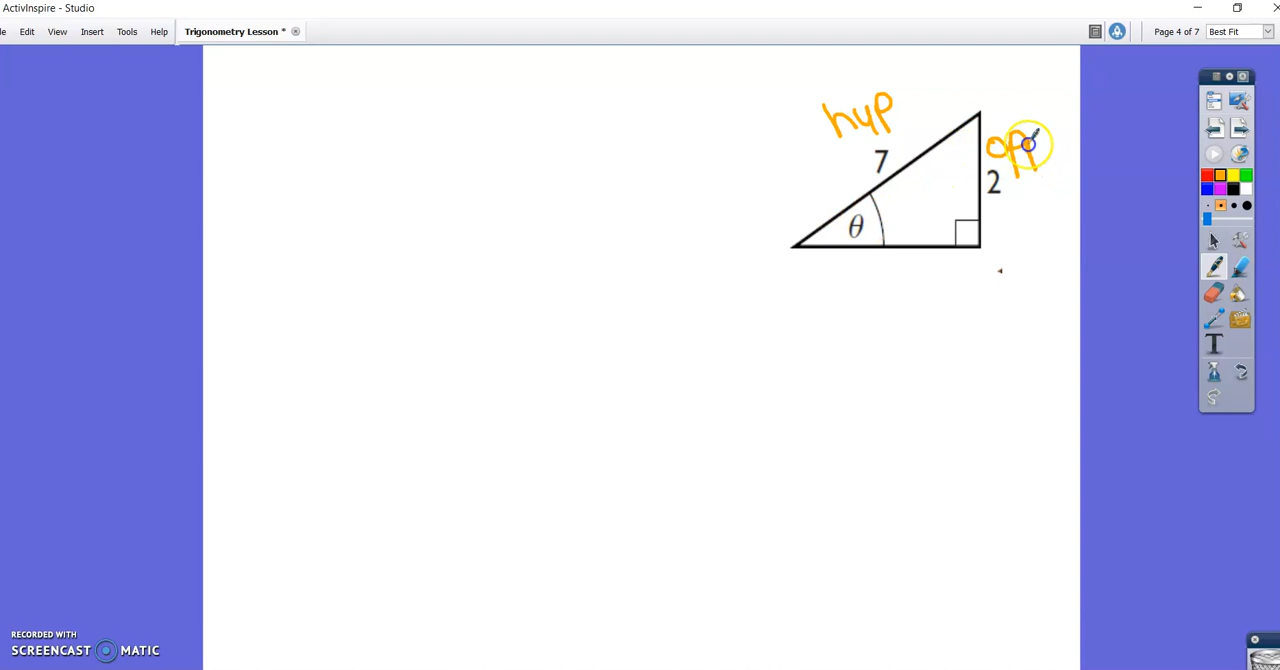 ActivInspire - Studio
le Edit View Insert Tools Help Trigonometry Lesson * Page 4 of 7 Best Fit
hyp
opp
7
2
θ
T
RECORDED WITH
SCREENCAST MATIC